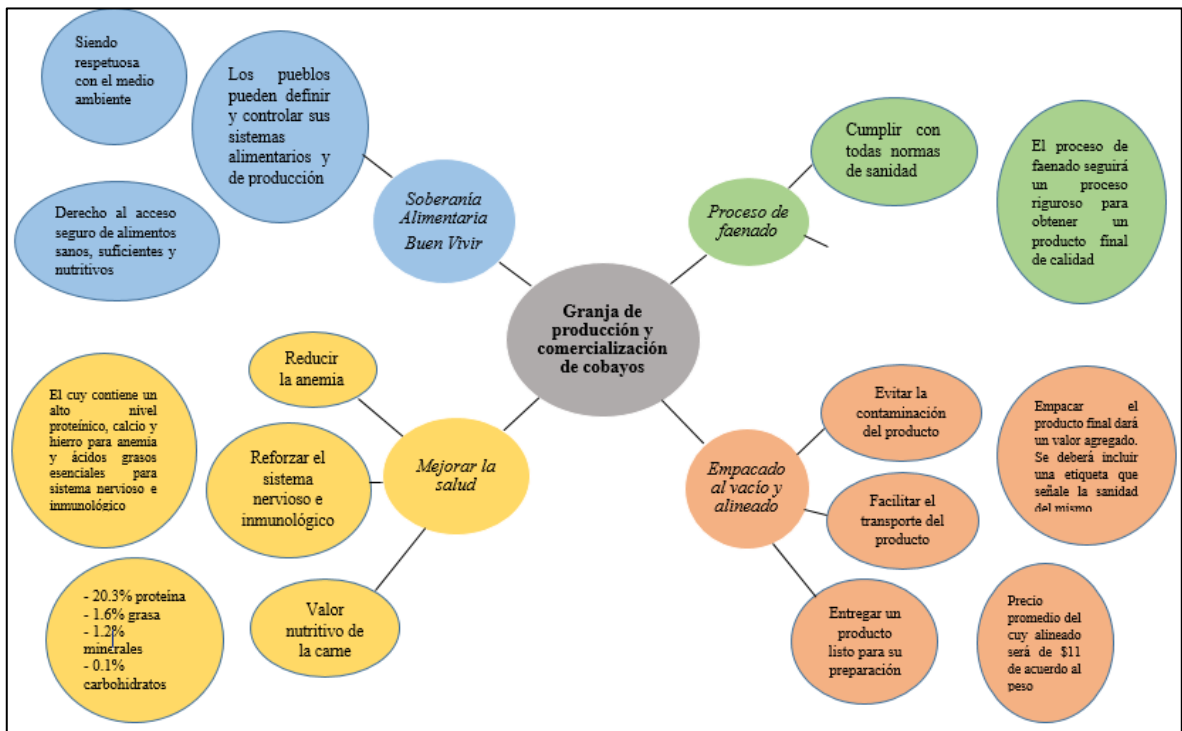 Siendo
respetuosa
con el medio
ambiente
Los pueblos
pueden definir
y controlar sus
sistemas
alimentarios y
de producción
Derecho al acceso
seguro de alimentos
sanos, suficientes y
nutritivos
Soberanía
Alimentaria
Buen Vivir
Cumplir con
todas normas
de sanidad
Proceso de
faenado
El proceso de
faenado seguirá
un proceso
riguroso para
obtener un
producto final
de calidad
Granja de
producción y
comercialización
de cobayos
Reducir
la anemia
El cuy contiene un
alto nivel
proteínico, calcio y
hierro para anemia
y ácidos grasos
esenciales para
sistema nervioso e
inmunológico
Reforzar el
sistema
nervioso e
inmunológico
Mejorar la
salud
- 20.3% proteína
- 1.6% grasa
- 1.2%
minerales
- 0.1%
carbohidratos
Valor
nutritivo de
la carne
Evitar la
contaminación
del producto
Empacado
al vacío y
alineado
Facilitar el
transporte del
producto
Entregar un
producto
listo para su
preparación
Empacar el
producto final dará
un valor agregado.
Se deberá incluir
una etiqueta que
señale la sanidad
del mismo
Precio
promedio del
cuy alineado
será de $11
de acuerdo al
peso